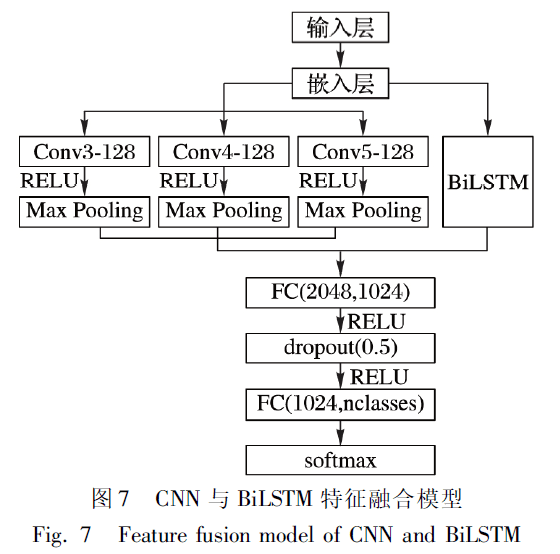 输入层
嵌入层
Conv3-128 Conv4-128 Conv5-128
RELU RELU RELU
BiLSTM
Max Pooling Max Pooling Max Pooling
FC(2048,1024)
RELU
dropout(0.5)
RELU
FC(1024,nclasses)
softmax
图7 CNN 与 BiLSTM 特征融合模型
Fig. 7 Feature fusion model of CNN and BiLSTM